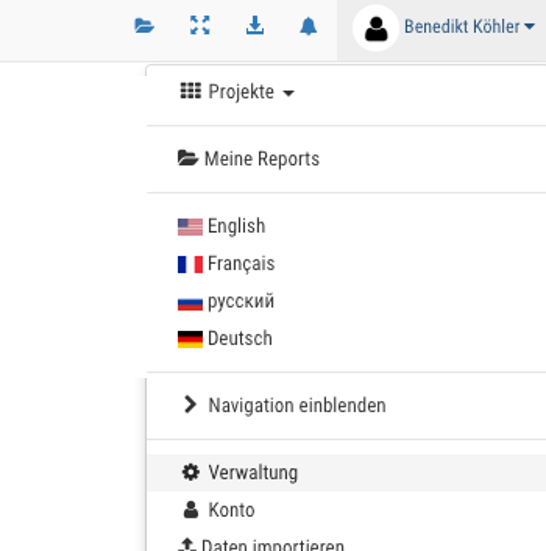 Benedikt Köhler
Projekte
Meine Reports
English
Français
русский
Deutsch
Navigation einblenden
Verwaltung
Konto
Daten importieren